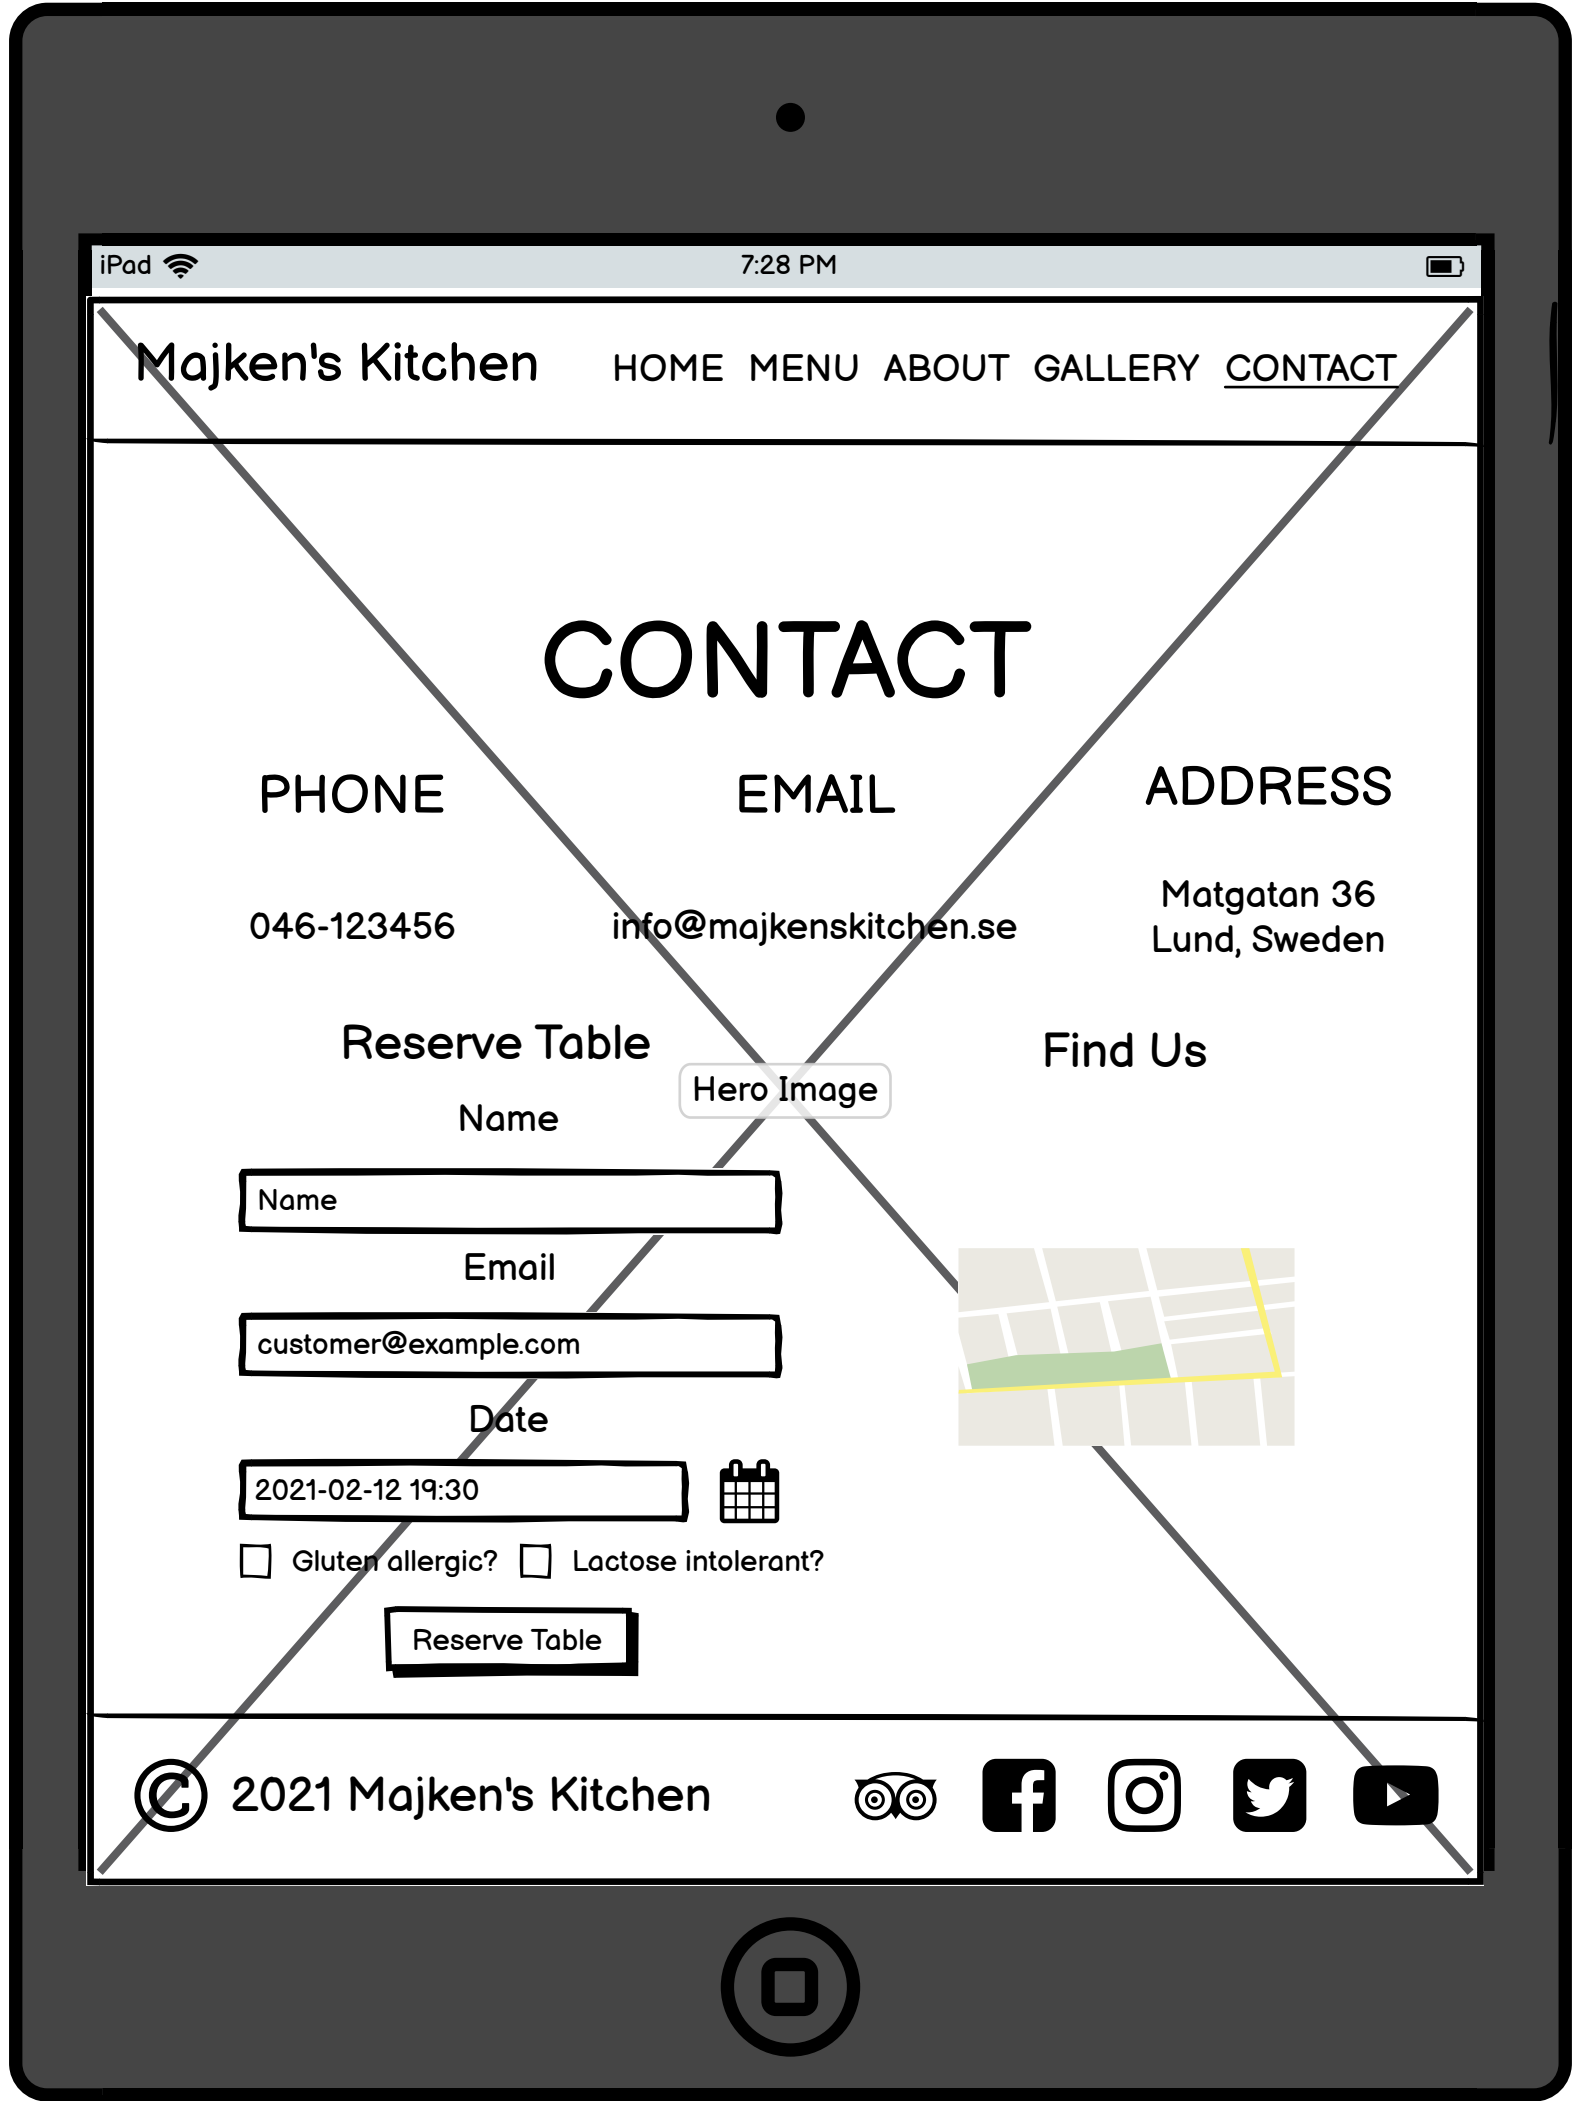 iPad
7:28 PM
Majken's Kitchen
HOME MENU ABOUT GALLERY CONTACT
CONTACT
PHONE
EMAIL
ADDRESS
046-123456
info@majkenskitchen.se
Matgatan 36
Lund, Sweden
Reserve Table
Find Us
Hero Image
Name
Name
Email
customer@example.com
Date
2021-02-12 19:30
Gluten allergic?
Lactose intolerant?
Reserve Table
© 2021 Majken's Kitchen